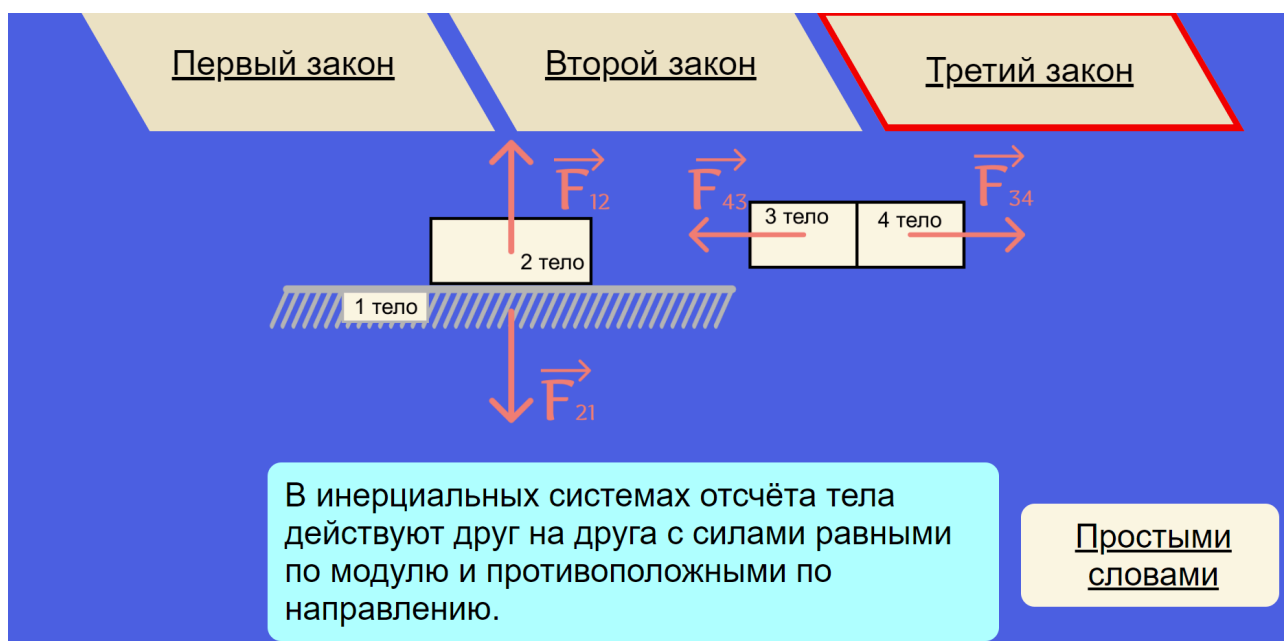 Первый закон
Второй закон
Третий закон
F₁₂
F₄₃
F₃₄
3 тело
4 тело
2 тело
1 тело
F₂₁
В инерциальных системах отсчёта тела
действуют друг на друга с силами равными
по модулю и противоположными по
направлению.
Простыми
словами